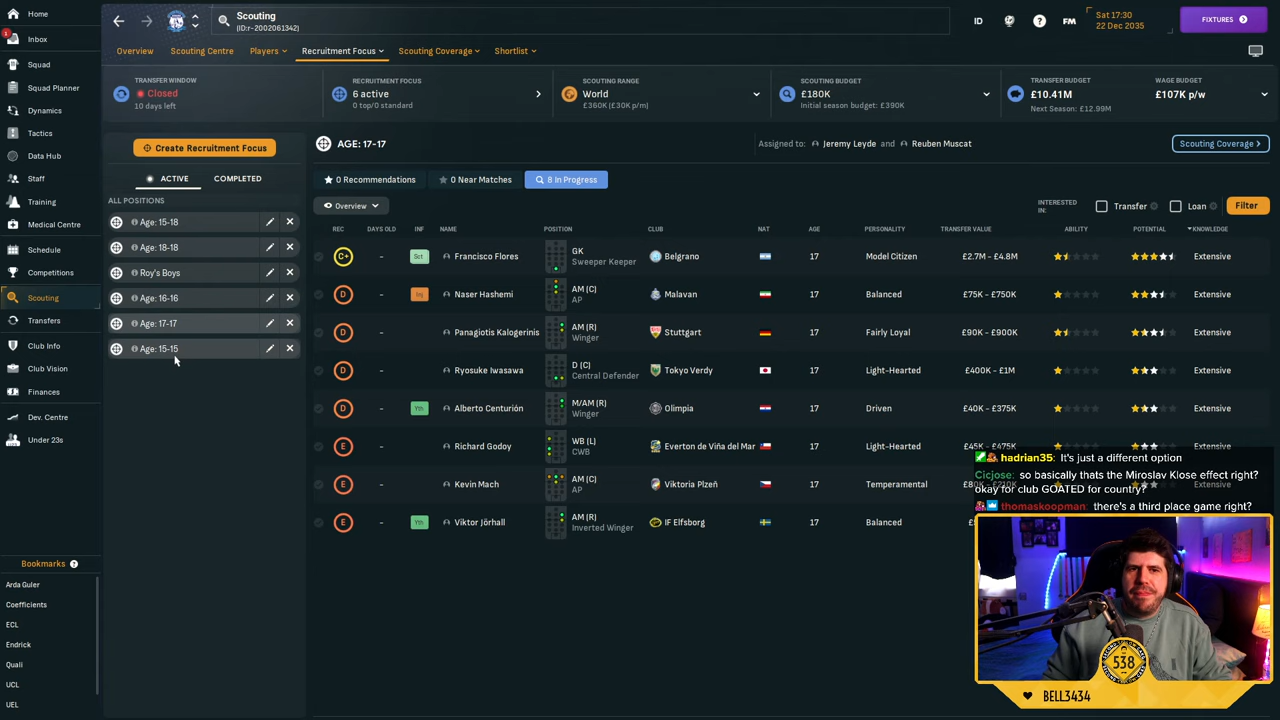 Home
Inbox
1
Squad
Squad Planner
Dynamics
Tactics
Data Hub
Staff
Training
Medical Centre
Schedule
Competitions
Scouting
Transfers
Club Info
Club Vision
Finances
Dev. Centre
Under 23s
Bookmarks
Arda Guler
Coefficients
ECL
Endrick
Quali
UCL
UEL
Scouting
(ID:r-2002061342)
ID
FM
Sat 17:30
22 Dec 2035
FIXTURES
Overview Scouting Centre Players Recruitment Focus Scouting Coverage Shortlist
TRANSFER WINDOW
Closed
10 days left
RECRUITMENT FOCUS
6 active
0 top/0 standard
SCOUTING RANGE
World
£360K (£30K p/m)
SCOUTING BUDGET
£180K
Initial season budget: £390K
TRANSFER BUDGET
£10.41M
Next Season: £12.99M
WAGE BUDGET
£107K p/w
Create Recruitment Focus
ACTIVE COMPLETED
ALL POSITIONS
Age: 15-18
Age: 18-18
Roy's Boys
Age: 16-16
Age: 17-17
Age: 15-15
AGE: 17-17
Assigned to: Jeremy Leyde and Reuben Muscat
Scouting Coverage >
0 Recommendations 0 Near Matches 8 In Progress
Overview
INTERESTED IN: Transfer Loan Filter
REC DAYS OLD INF NAME POSITION CLUB NAT AGE PERSONALITY TRANSFER VALUE ABILITY POTENTIAL KNOWLEDGE
C+ - Sct Francisco Flores GK Sweeper Keeper Belgrano 17 Model Citizen £2.7M - £4.8M Extensive
D - Inj Naser Hashemi AM (C) AP Malavan 17 Balanced £75K - £750K Extensive
D - Panagiotis Kalogerinis AM (R) Winger Stuttgart 17 Fairly Loyal £90K - £900K Extensive
D - Ryosuke Iwasawa D (C) Central Defender Tokyo Verdy 17 Light-Hearted £400K - £1M Extensive
D - Yth Alberto Centurión M/AM (R) Winger Olimpia 17 Driven £40K - £375K Extensive
E - Richard Godoy WB (L) CWB Everton de Viña del Mar 17 Light-Hearted £45K - £475K Extensive
E - Kevin Mach AM (C) AP Viktoria Plzeň 17 Temperamental
E - Yth Viktor Jörhall AM (R) Inverted Winger IF Elfsborg 17 Balanced
hadrian35: It's just a different option
Cicjose: so basically thats the Miroslav Klose effect right?
okay for club GOATED for country?
thomaskoopman: there's a third place game right?
538
BELL3434